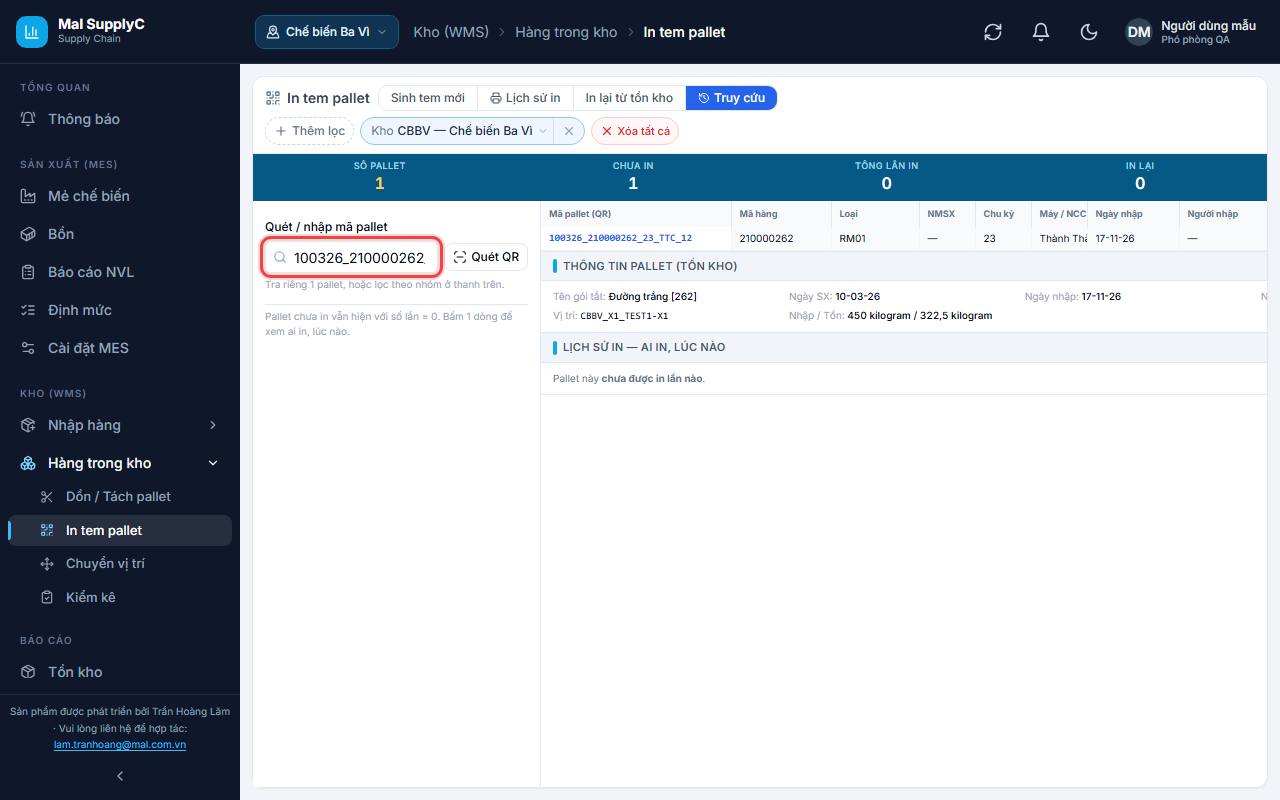 Mal SupplyC
Supply Chain
Chế biến Ba Vì
Kho (WMS) > Hàng trong kho > In tem pallet
DM
Người dùng mẫu
Phó phòng QA
TỔNG QUAN
Thông báo
SẢN XUẤT (MES)
Mẻ chế biến
Bồn
Báo cáo NVL
Định mức
Cài đặt MES
KHO (WMS)
Nhập hàng
Hàng trong kho
Dồn / Tách pallet
In tem pallet
Chuyển vị trí
Kiểm kê
BÁO CÁO
Tồn kho
Sản phẩm được phát triển bởi Trần Hoàng Lâm
· Vui lòng liên hệ để hợp tác:
lam.tranhoang@mal.com.vn
In tem pallet
Sinh tem mới
Lịch sử in
In lại từ tồn kho
Truy cứu
Thêm lọc
Kho CBBV — Chế biến Ba Vì
Xóa tất cả
SỐ PALLET
1
CHƯA IN
1
TỔNG LẦN IN
0
IN LẠI
0
Quét / nhập mã pallet
100326_210000262
Quét QR
Tra riêng 1 pallet, hoặc lọc theo nhóm ở thanh trên.
Pallet chưa in vẫn hiện với số lần = 0. Bấm 1 dòng để
xem ai in, lúc nào.
Mã pallet (QR) Mã hàng Loại NMSX Chu kỳ Máy / NCC Ngày nhập Người nhập
100326_210000262_23_TTC_12 210000262 RM01 — 23 Thành Thà 17-11-26 —
THÔNG TIN PALLET (TỒN KHO)
Tên gói tắt: Đường trắng [262] Ngày SX: 10-03-26 Ngày nhập: 17-11-26
Vị trí: CBBV_X1_TEST1-X1 Nhập / Tồn: 450 kilogram / 322,5 kilogram
LỊCH SỬ IN — AI IN, LÚC NÀO
Pallet này chưa được in lần nào.